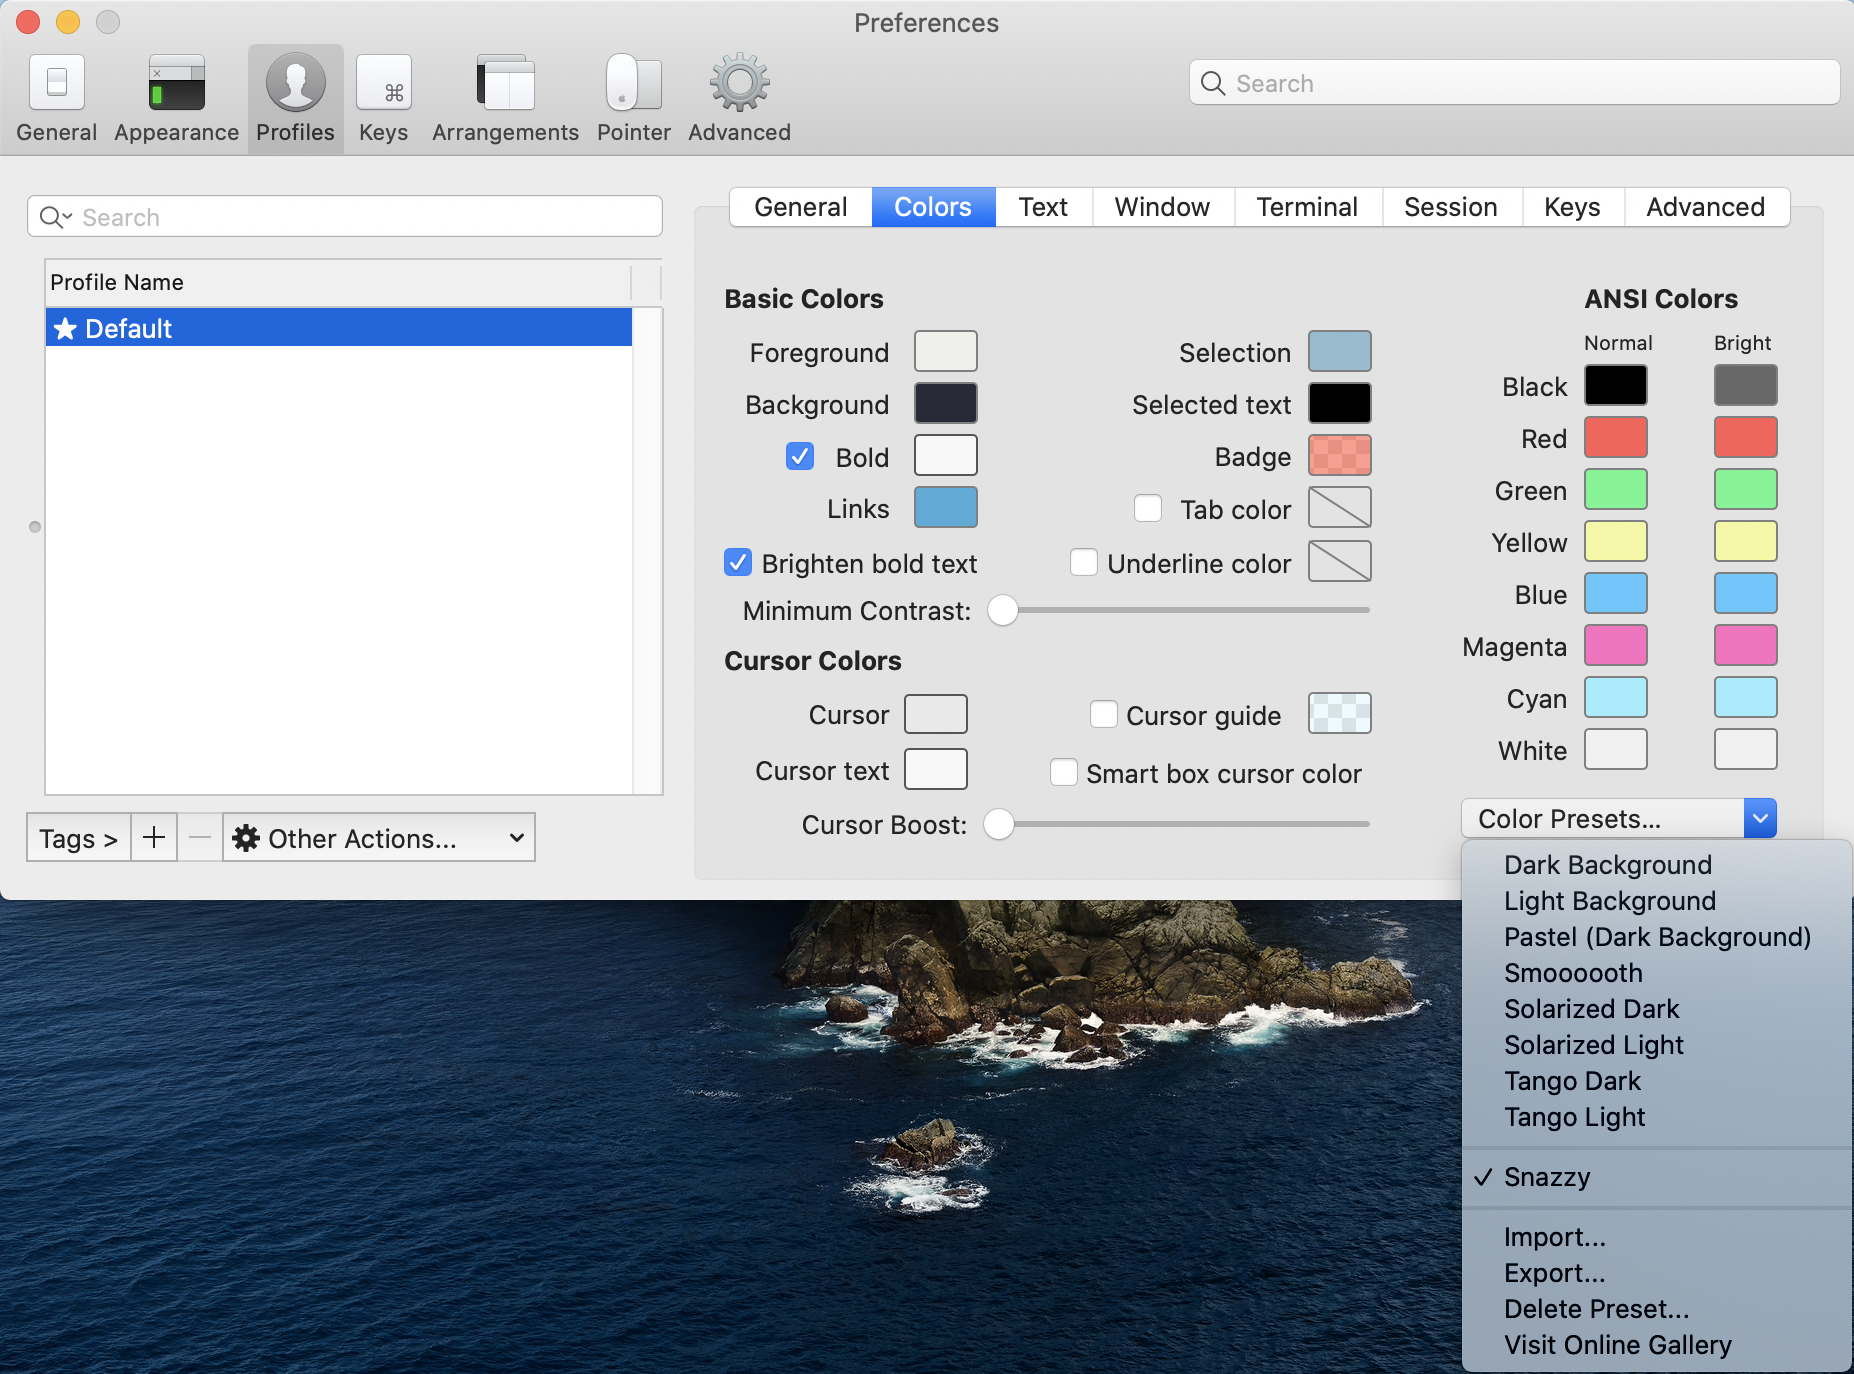 Preferences
General Appearance Profiles Keys Arrangements Pointer Advanced
Search
Search
Profile Name
Default
Tags > Other Actions...
General Colors Text Window Terminal Session Keys Advanced
Basic Colors
Foreground
Background
Bold
Links
Brighten bold text
Selection
Selected text
Badge
Tab color
Underline color
Minimum Contrast:
Cursor Colors
Cursor
Cursor text
Cursor guide
Smart box cursor color
Cursor Boost:
ANSI Colors
Normal Bright
Black
Red
Green
Yellow
Blue
Magenta
Cyan
White
Color Presets...
Dark Background
Light Background
Pastel (Dark Background)
Smoooooth
Solarized Dark
Solarized Light
Tango Dark
Tango Light
✓ Snazzy
Import...
Export...
Delete Preset...
Visit Online Gallery